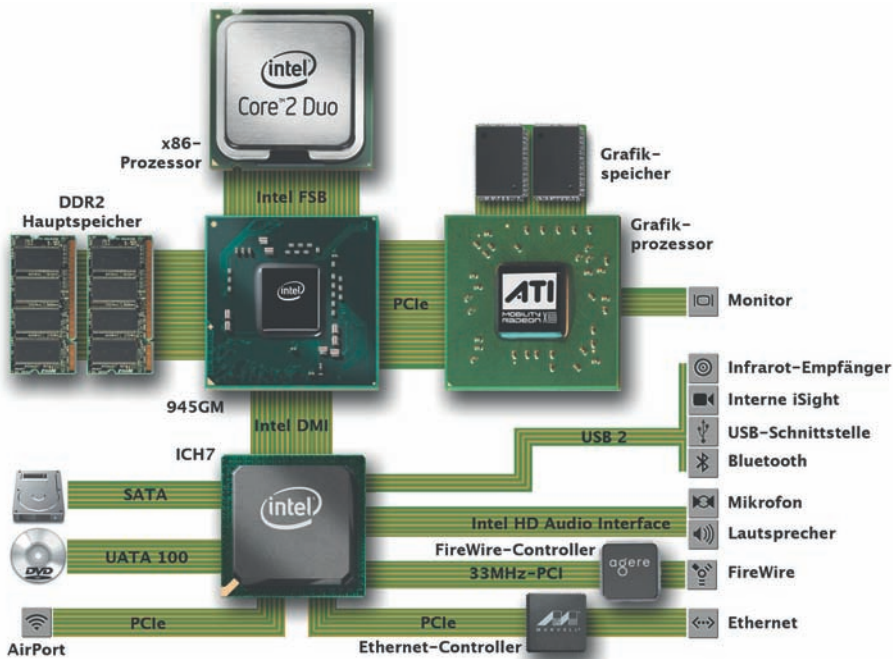 intel
Core™2 Duo
x86-
Prozessor
Intel FSB
Grafik-
speicher
DDR2
Hauptspeicher
Grafik-
prozessor
intel
PCIe
ATI
MOBILITY
RADEON
Monitor
945GM
Intel DMI
ICH7
Infrarot-Empfänger
Interne iSight
USB 2
USB-Schnittstelle
Bluetooth
SATA
intel
Mikrofon
Intel HD Audio Interface
Lautsprecher
UATA 100
DVD
FireWire-Controller
agere
33MHz-PCI
FireWire
PCIe
PCIe
MARVELL
Ethernet
AirPort
Ethernet-Controller